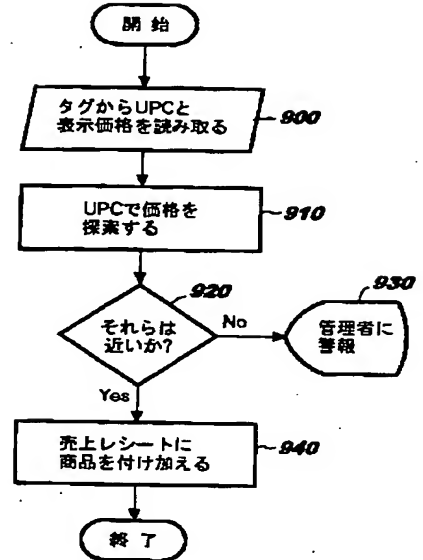 開始
タグからUPCと
表示価格を読み取る
900
UPCで価格を
探索する
910
920
それらは
近いか?
No
930
管理者に
警報
Yes
売上レシートに
商品を付け加える
940
終了